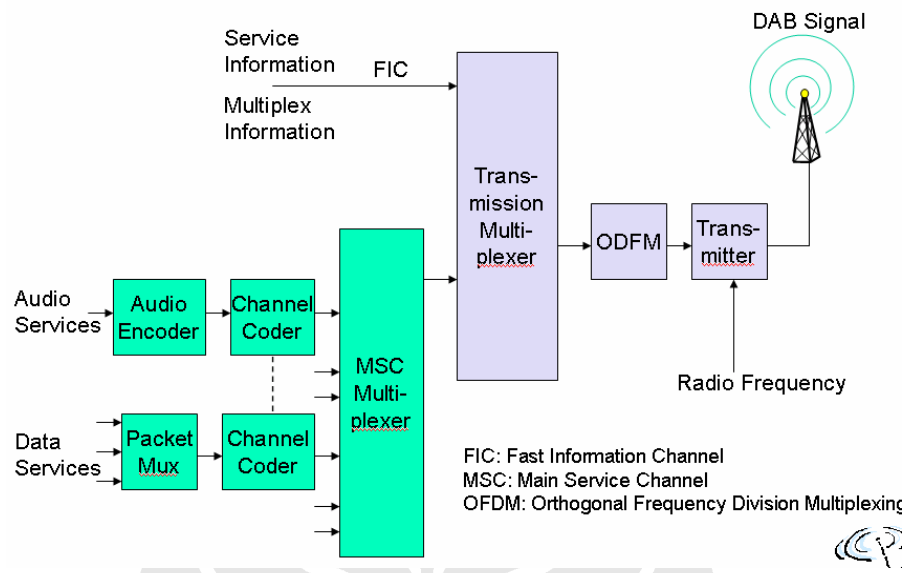 DAB Signal
Service
Information
FIC
Multiplex
Information
Trans-
mission
Multi-
plexer
ODFM
Trans-
mitter
Radio Frequency
Audio
Services
Audio
Encoder
Channel
Coder
MSC
Multi-
plexer
Data
Services
Packet
Mux
Channel
Coder
FIC: Fast Information Channel
MSC: Main Service Channel
OFDM: Orthogonal Frequency Division Multiplexing